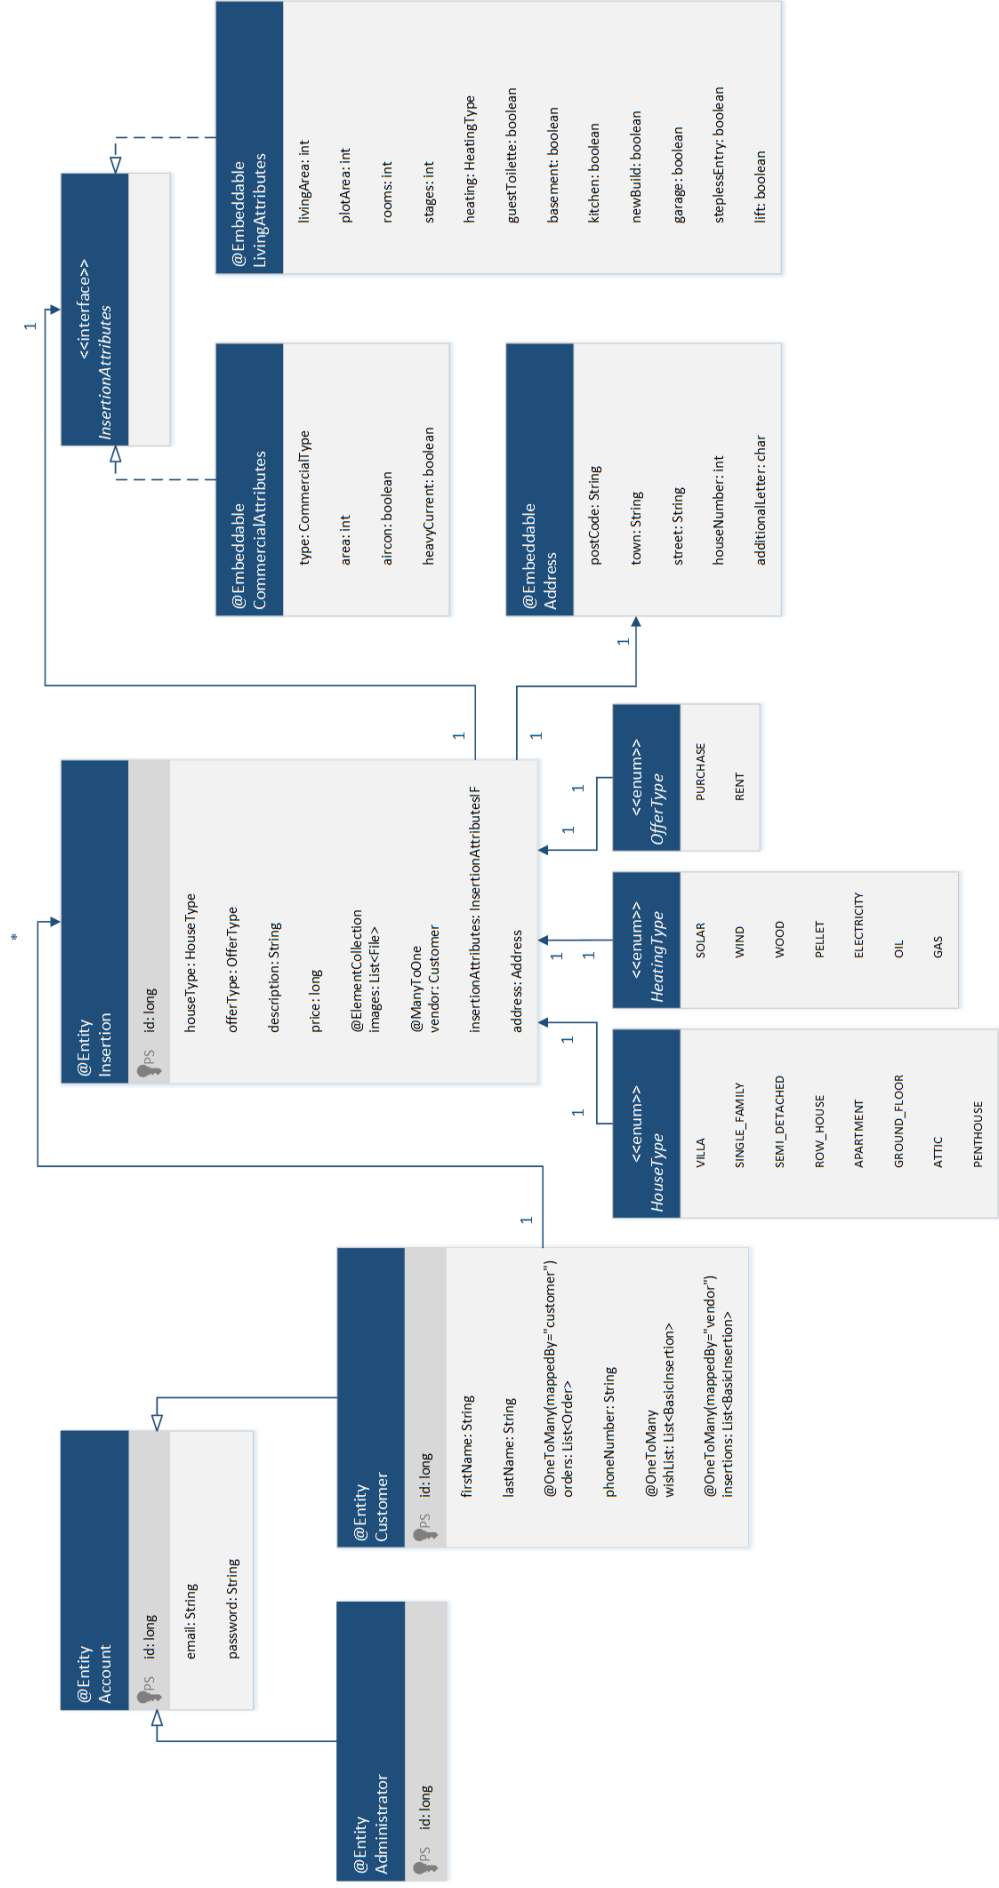 @Entity
Account
PS id: long
email: String
password: String
@Entity
Administrator
PS id: long
@Entity
Customer
PS id: long
firstName: String
lastName: String
@OneToMany(mappedBy="customer")
orders: List<Order>
phoneNumber: String
@OneToMany
wishList: List<BasicInsertion>
@OneToMany(mappedBy="vendor")
insertions: List<BasicInsertion>
1
*
@Entity
Insertion
PS id: long
houseType: HouseType
offerType: OfferType
description: String
price: long
@ElementCollection
images: List<File>
@ManyToOne
vendor: Customer
insertionAttributes: InsertionAttributesIF
address: Address
1
1
1
1
1
1
1
1
1
1
<<enum>>
HouseType
VILLA
SINGLE_FAMILY
SEMI_DETACHED
ROW_HOUSE
APARTMENT
GROUND_FLOOR
ATTIC
PENTHOUSE
<<enum>>
HeatingType
SOLAR
WIND
WOOD
PELLET
ELECTRICITY
OIL
GAS
<<enum>>
OfferType
PURCHASE
RENT
<<interface>>
InsertionAttributes
@Embeddable
CommercialAttributes
type: CommercialType
area: int
aircon: boolean
heavyCurrent: boolean
@Embeddable
LivingAttributes
livingArea: int
plotArea: int
rooms: int
stages: int
heating: HeatingType
guestToilette: boolean
basement: boolean
kitchen: boolean
newBuild: boolean
garage: boolean
steplessEntry: boolean
lift: boolean
@Embeddable
Address
postCode: String
town: String
street: String
houseNumber: int
additionalLetter: char